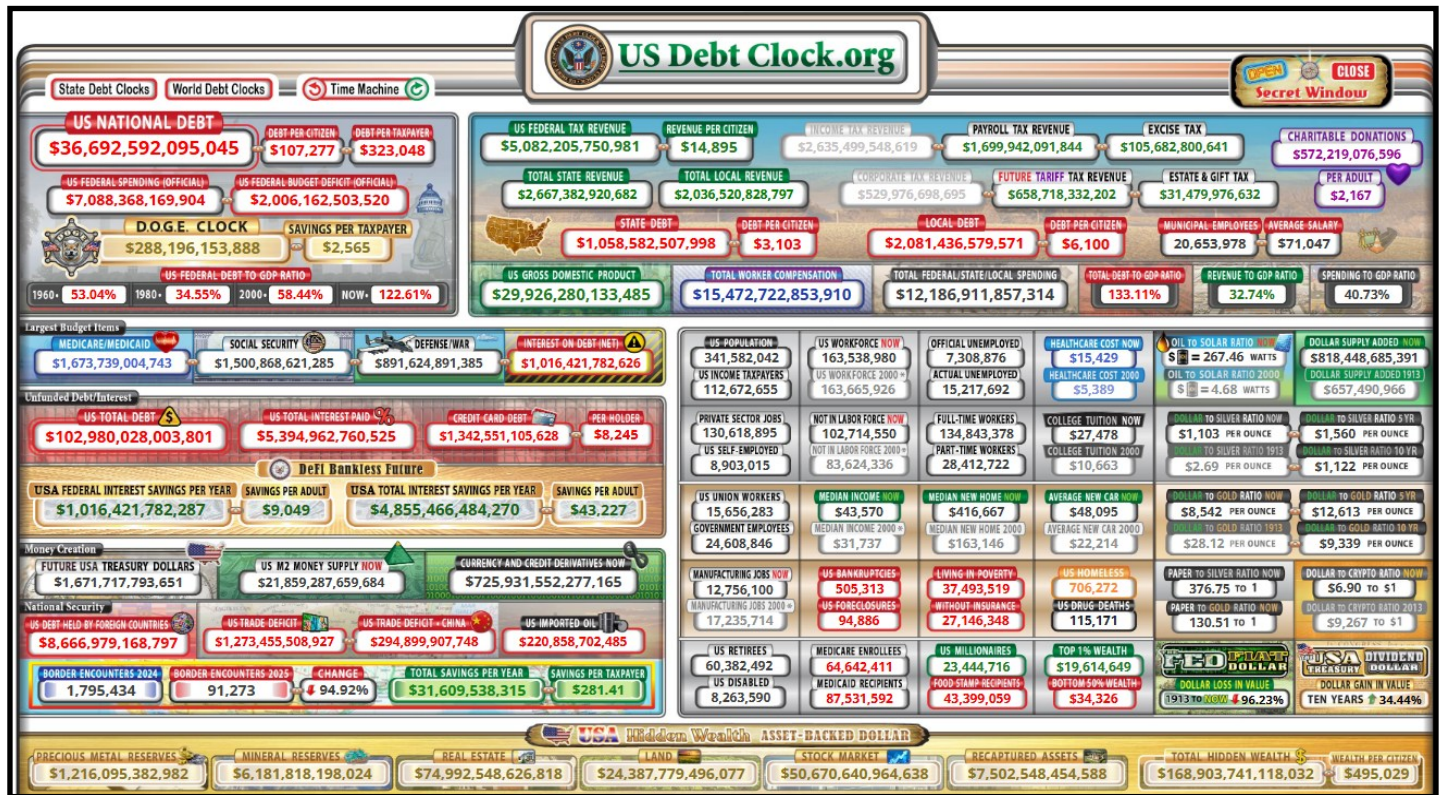 US Debt Clock.org
State Debt Clocks World Debt Clocks Time Machine
OPEN CLOSE
Secret Window
US NATIONAL DEBT
$36,692,592,095,045
DEBT PER CITIZEN
$107,277
DEBT PER TAXPAYER
$323,048
US FEDERAL SPENDING (OFFICIAL)
$7,088,368,169,904
US FEDERAL BUDGET DEFICIT (OFFICIAL)
$2,006,162,503,520
D.O.G.E. CLOCK
$288,196,153,888
SAVINGS PER TAXPAYER
$2,565
US FEDERAL DEBT TO GDP RATIO
1960• 53.04% 1980• 34.55% 2000• 58.44% NOW• 122.61%
US FEDERAL TAX REVENUE
$5,082,205,750,981
REVENUE PER CITIZEN
$14,895
INCOME TAX REVENUE
$2,635,499,548,619
PAYROLL TAX REVENUE
$1,699,942,091,844
EXCISE TAX
$105,682,800,641
CHARITABLE DONATIONS
$572,219,076,596
TOTAL STATE REVENUE
$2,667,382,920,682
TOTAL LOCAL REVENUE
$2,036,520,828,797
CORPORATE TAX REVENUE
$529,976,698,695
FUTURE TARIFF TAX REVENUE
$658,718,332,202
ESTATE & GIFT TAX
$31,479,976,632
PER ADULT
$2,167
STATE DEBT
$1,058,582,507,998
DEBT PER CITIZEN
$3,103
LOCAL DEBT
$2,081,436,579,571
DEBT PER CITIZEN
$6,100
MUNICIPAL EMPLOYEES
20,653,978
AVERAGE SALARY
$71,047
US GROSS DOMESTIC PRODUCT
$29,926,280,133,485
TOTAL WORKER COMPENSATION
$15,472,722,853,910
TOTAL FEDERAL/STATE/LOCAL SPENDING
$12,186,911,857,314
TOTAL DEBT TO GDP RATIO
133.11%
REVENUE TO GDP RATIO
32.74%
SPENDING TO GDP RATIO
40.73%
Largest Budget Items
MEDICARE/MEDICAID
$1,673,739,004,743
SOCIAL SECURITY
$1,500,868,621,285
DEFENSE/WAR
$891,624,891,385
INTEREST ON DEBT (NET)
$1,016,421,782,626
Unfunded Debt/Interest
US TOTAL DEBT
$102,980,028,003,801
US TOTAL INTEREST PAID
$5,394,962,760,525
CREDIT CARD DEBT
$1,342,551,105,628
PER HOLDER
$8,245
DeFI Bankless Future
USA FEDERAL INTEREST SAVINGS PER YEAR
$1,016,421,782,287
SAVINGS PER ADULT
$9,049
USA TOTAL INTEREST SAVINGS PER YEAR
$4,855,466,484,270
SAVINGS PER ADULT
$43,227
Money Creation
FUTURE USA TREASURY DOLLARS
$1,671,717,793,651
US M2 MONEY SUPPLY NOW
$21,859,287,659,684
CURRENCY AND CREDIT DERIVATIVES NOW
$725,931,552,277,165
National Security
US DEBT HELD BY FOREIGN COUNTRIES
$8,666,979,168,797
US TRADE DEFICIT
$1,273,455,508,927
US TRADE DEFICIT - CHINA
$294,899,907,748
US IMPORTED OIL
$220,858,702,485
BORDER ENCOUNTERS 2024
1,795,434
BORDER ENCOUNTERS 2025
91,273
CHANGE
94.92%
TOTAL SAVINGS PER YEAR
$31,609,538,315
SAVINGS PER TAXPAYER
$281.41
US POPULATION
341,582,042
US INCOME TAXPAYERS
112,672,655
US WORKFORCE NOW
163,538,980
US WORKFORCE 2000
163,665,926
OFFICIAL UNEMPLOYED
7,308,876
ACTUAL UNEMPLOYED
15,217,692
HEALTHCARE COST NOW
$15,429
HEALTHCARE COST 2000
$5,389
OIL TO SOLAR RATIO NOW
$ = 267.46 WATTS
OIL TO SOLAR RATIO 2000
$ = 4.68 WATTS
DOLLAR SUPPLY ADDED NOW
$818,448,685,391
DOLLAR SUPPLY ADDED 1913
$657,490,966
PRIVATE SECTOR JOBS
130,618,895
US SELF-EMPLOYED
8,903,015
NOT IN LABOR FORCE NOW
102,714,550
NOT IN LABOR FORCE 2000
83,624,336
FULL-TIME WORKERS
134,843,378
PART-TIME WORKERS
28,412,722
COLLEGE TUITION NOW
$27,478
COLLEGE TUITION 2000
$10,663
DOLLAR TO SILVER RATIO NOW
$1,103 PER OUNCE
DOLLAR TO SILVER RATIO 1913
$2.69 PER OUNCE
DOLLAR TO SILVER RATIO 5 YR
$1,560 PER OUNCE
DOLLAR TO SILVER RATIO 10 YR
$1,122 PER OUNCE
US UNION WORKERS
15,656,283
GOVERNMENT EMPLOYEES
24,608,846
MEDIAN INCOME NOW
$43,570
MEDIAN INCOME 2000
$31,737
MEDIAN NEW HOME NOW
$416,667
MEDIAN NEW HOME 2000
$163,146
AVERAGE NEW CAR NOW
$48,095
AVERAGE NEW CAR 2000
$22,214
DOLLAR TO GOLD RATIO NOW
$8,542 PER OUNCE
DOLLAR TO GOLD RATIO 1913
$28.12 PER OUNCE
DOLLAR TO GOLD RATIO 5 YR
$12,613 PER OUNCE
DOLLAR TO GOLD RATIO 10 YR
$9,339 PER OUNCE
MANUFACTURING JOBS NOW
12,756,100
MANUFACTURING JOBS 2000
17,235,714
US BANKRUPTCIES
505,313
US FORECLOSURES
94,886
LIVING IN POVERTY
37,493,519
WITHOUT INSURANCE
27,146,348
US HOMELESS
706,272
US DRUG DEATHS
115,171
PAPER TO SILVER RATIO NOW
376.75 TO 1
PAPER TO GOLD RATIO NOW
130.51 TO 1
DOLLAR TO CRYPTO RATIO NOW
$6.90 TO $1
DOLLAR TO CRYPTO RATIO 2013
$9,267 TO $1
US RETIREES
60,382,492
US DISABLED
8,263,590
MEDICARE ENROLLEES
64,642,411
MEDICAID RECIPIENTS
87,531,592
US MILLIONAIRES
23,444,716
FOOD STAMP RECIPIENTS
43,399,059
TOP 1% WEALTH
$19,614,649
BOTTOM 50% WEALTH
$34,326
FED FIAT DOLLAR
DOLLAR LOSS IN VALUE
1913 TO NOW 96.23%
USA TREASURY DIVIDEND DOLLAR
DOLLAR GAIN IN VALUE
TEN YEARS 34.44%
USA Hidden Wealth ASSET-BACKED DOLLAR
PRECIOUS METAL RESERVES
$1,216,095,382,982
MINERAL RESERVES
$6,181,818,198,024
REAL ESTATE
$74,992,548,626,818
LAND
$24,387,779,496,077
STOCK MARKET
$50,670,640,964,638
RECAPTURED ASSETS
$7,502,548,454,588
TOTAL HIDDEN WEALTH
$168,903,741,118,032
WEALTH PER CITIZEN
$495,029